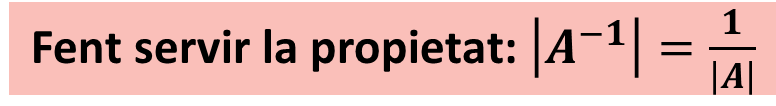 Fent servir la propietat: |A⁻¹| = 1/|A|